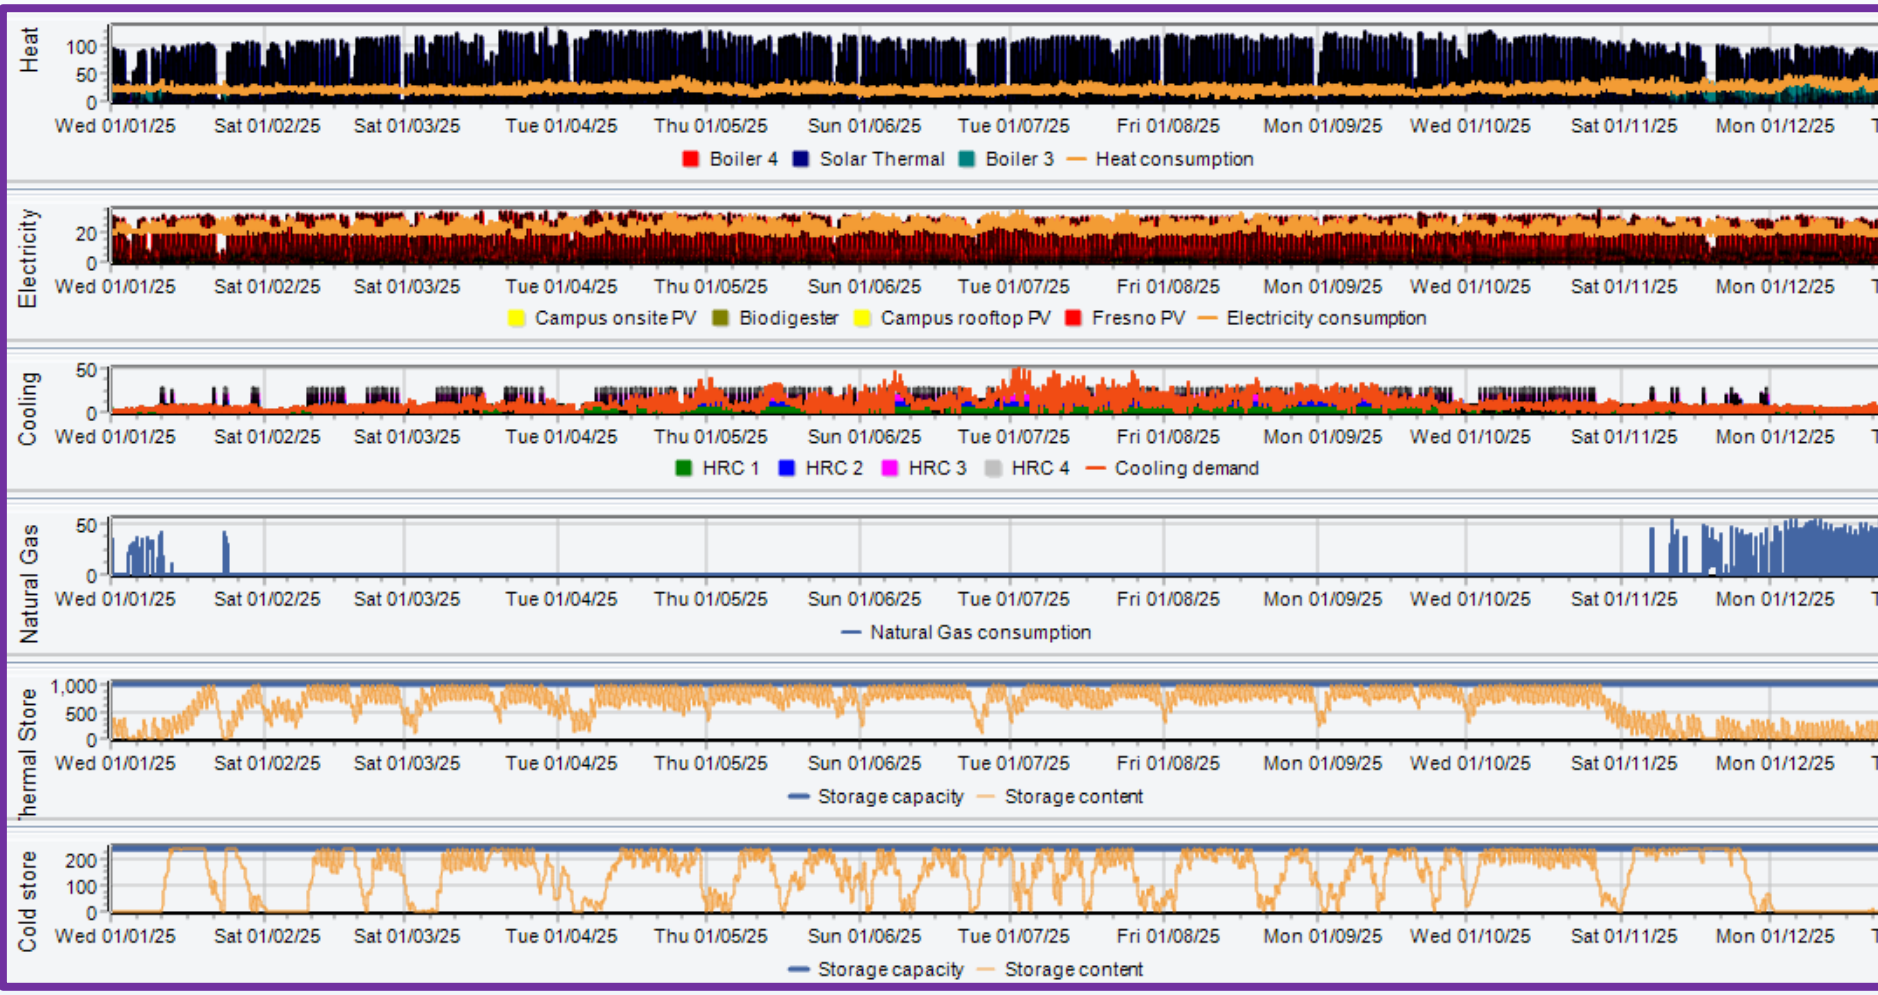 Heat
100
50
0
Wed 01/01/25 Sat 01/02/25 Sat 01/03/25 Tue 01/04/25 Thu 01/05/25 Sun 01/06/25 Tue 01/07/25 Fri 01/08/25 Mon 01/09/25 Wed 01/10/25 Sat 01/11/25 Mon 01/12/25 T
Boiler 4 Solar Thermal Boiler 3 Heat consumption
Electricity
20
0
Wed 01/01/25 Sat 01/02/25 Sat 01/03/25 Tue 01/04/25 Thu 01/05/25 Sun 01/06/25 Tue 01/07/25 Fri 01/08/25 Mon 01/09/25 Wed 01/10/25 Sat 01/11/25 Mon 01/12/25 T
Campus onsite PV Biodigester Campus rooftop PV Fresno PV Electricity consumption
Cooling
50
0
Wed 01/01/25 Sat 01/02/25 Sat 01/03/25 Tue 01/04/25 Thu 01/05/25 Sun 01/06/25 Tue 01/07/25 Fri 01/08/25 Mon 01/09/25 Wed 01/10/25 Sat 01/11/25 Mon 01/12/25 T
HRC 1 HRC 2 HRC 3 HRC 4 Cooling demand
Natural Gas
50
0
Wed 01/01/25 Sat 01/02/25 Sat 01/03/25 Tue 01/04/25 Thu 01/05/25 Sun 01/06/25 Tue 01/07/25 Fri 01/08/25 Mon 01/09/25 Wed 01/10/25 Sat 01/11/25 Mon 01/12/25 T
Natural Gas consumption
hermal Store
1,000
500
0
Wed 01/01/25 Sat 01/02/25 Sat 01/03/25 Tue 01/04/25 Thu 01/05/25 Sun 01/06/25 Tue 01/07/25 Fri 01/08/25 Mon 01/09/25 Wed 01/10/25 Sat 01/11/25 Mon 01/12/25 T
Storage capacity Storage content
Cold store
200
100
0
Wed 01/01/25 Sat 01/02/25 Sat 01/03/25 Tue 01/04/25 Thu 01/05/25 Sun 01/06/25 Tue 01/07/25 Fri 01/08/25 Mon 01/09/25 Wed 01/10/25 Sat 01/11/25 Mon 01/12/25 T
Storage capacity Storage content